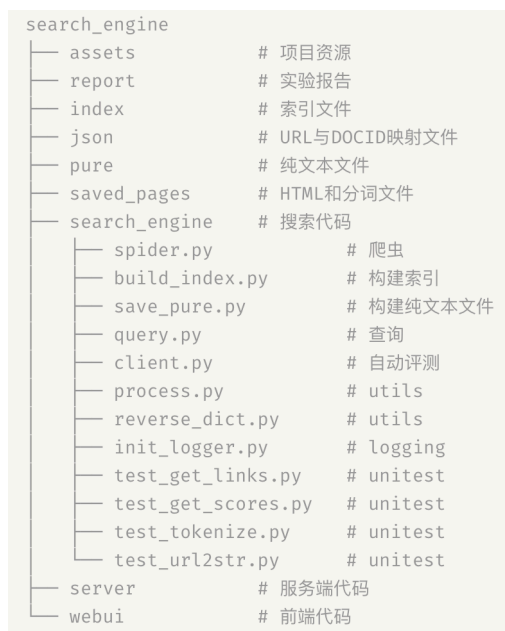 search_engine
├── assets # 项目资源
├── report # 实验报告
├── index # 索引文件
├── json # URL与DOCID映射文件
├── pure # 纯文本文件
├── saved_pages # HTML和分词文件
├── search_engine # 搜索代码
│   ├── spider.py # 爬虫
│   ├── build_index.py # 构建索引
│   ├── save_pure.py # 构建纯文本文件
│   ├── query.py # 查询
│   ├── client.py # 自动评测
│   ├── process.py # utils
│   ├── reverse_dict.py # utils
│   ├── init_logger.py # logging
│   ├── test_get_links.py # unitest
│   ├── test_get_scores.py # unitest
│   ├── test_tokenize.py # unitest
│   └── test_url2str.py # unitest
├── server # 服务端代码
└── webui # 前端代码